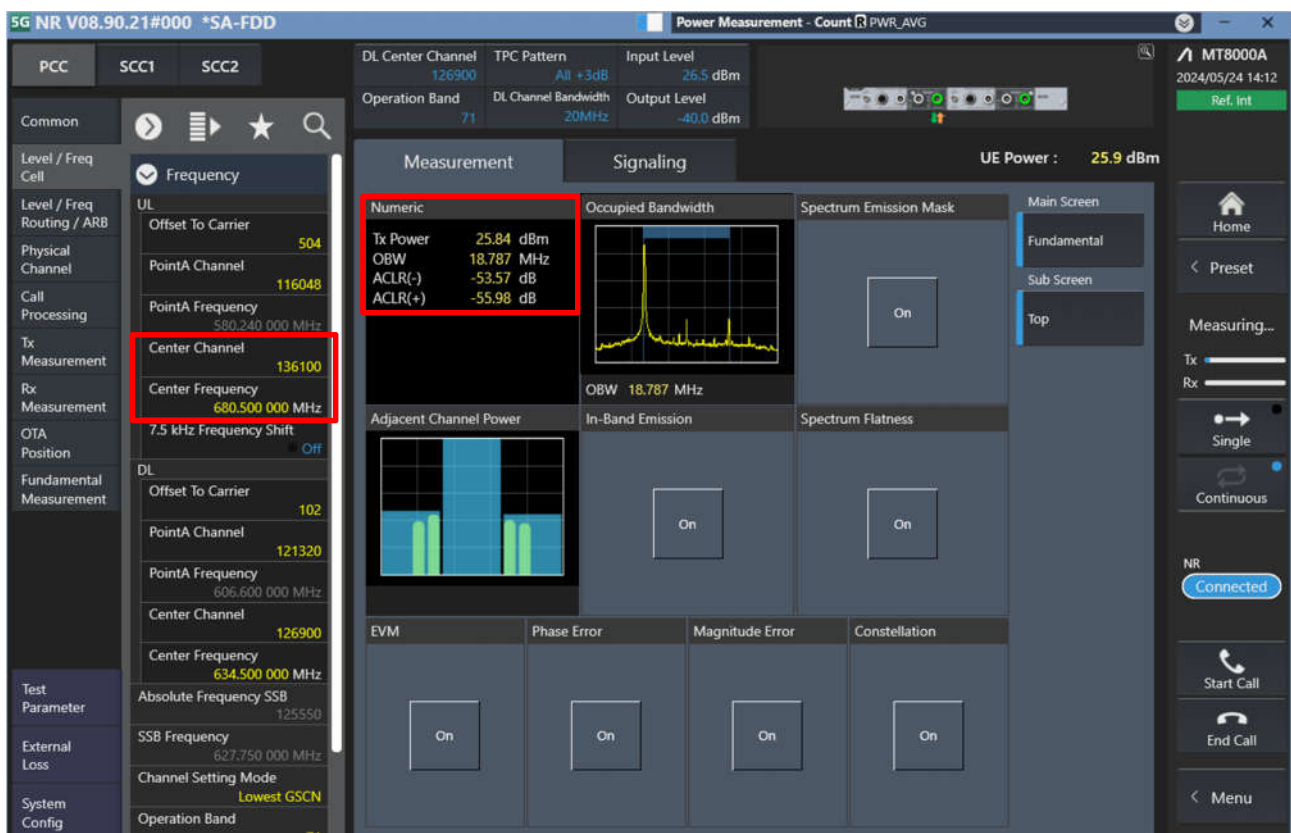 5G NR V08.90.21#000 *SA-FDD
Power Measurement - Count R PWR_AVG
PCC SCC1 SCC2
DL Center Channel 126900
TPC Pattern All +3dB
Input Level 26.5 dBm
Operation Band 71
DL Channel Bandwidth 20MHz
Output Level -40.0 dBm
MT8000A
2024/05/24 14:12
Ref. Int
Common
Level / Freq
Cell
Level / Freq
Routing / ARB
Physical
Channel
Call
Processing
Tx
Measurement
Rx
Measurement
OTA
Position
Fundamental
Measurement
Test
Parameter
External
Loss
System
Config
Frequency
UL
Offset To Carrier
504
PointA Channel
116048
PointA Frequency
580.240 000 MHz
Center Channel
136100
Center Frequency
680.500 000 MHz
7.5 kHz Frequency Shift
Off
DL
Offset To Carrier
102
PointA Channel
121320
PointA Frequency
606.600 000 MHz
Center Channel
126900
Center Frequency
634.500 000 MHz
Absolute Frequency SSB
125550
SSB Frequency
627.750 000 MHz
Channel Setting Mode
Lowest GSCN
Operation Band
Measurement
Signaling
UE Power : 25.9 dBm
Numeric
Tx Power 25.84 dBm
OBW 18.787 MHz
ACLR(-) -53.57 dB
ACLR(+) -55.98 dB
Occupied Bandwidth
OBW 18.787 MHz
Spectrum Emission Mask
On
Adjacent Channel Power
In-Band Emission
On
Spectrum Flatness
On
EVM
On
Phase Error
On
Magnitude Error
On
Constellation
On
Main Screen
Fundamental
Sub Screen
Top
Home
< Preset
Measuring...
Tx
Rx
Single
Continuous
NR
Connected
Start Call
End Call
< Menu